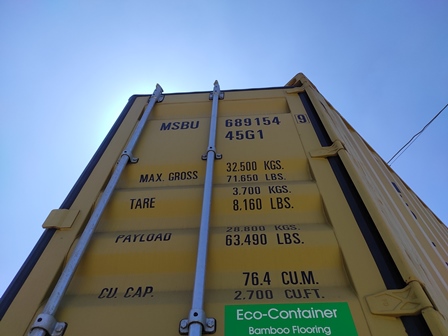 MSBU 689154 9
45G1
MAX. GROSS 32.500 KGS.
71.650 LBS.
TARE 3.700 KGS.
8.160 LBS.
PAYLOAD 28.800 KGS.
63.490 LBS.
CU. CAP. 76.4 CU.M.
2.700 CU.FT.
Eco-Container
Bamboo Flooring